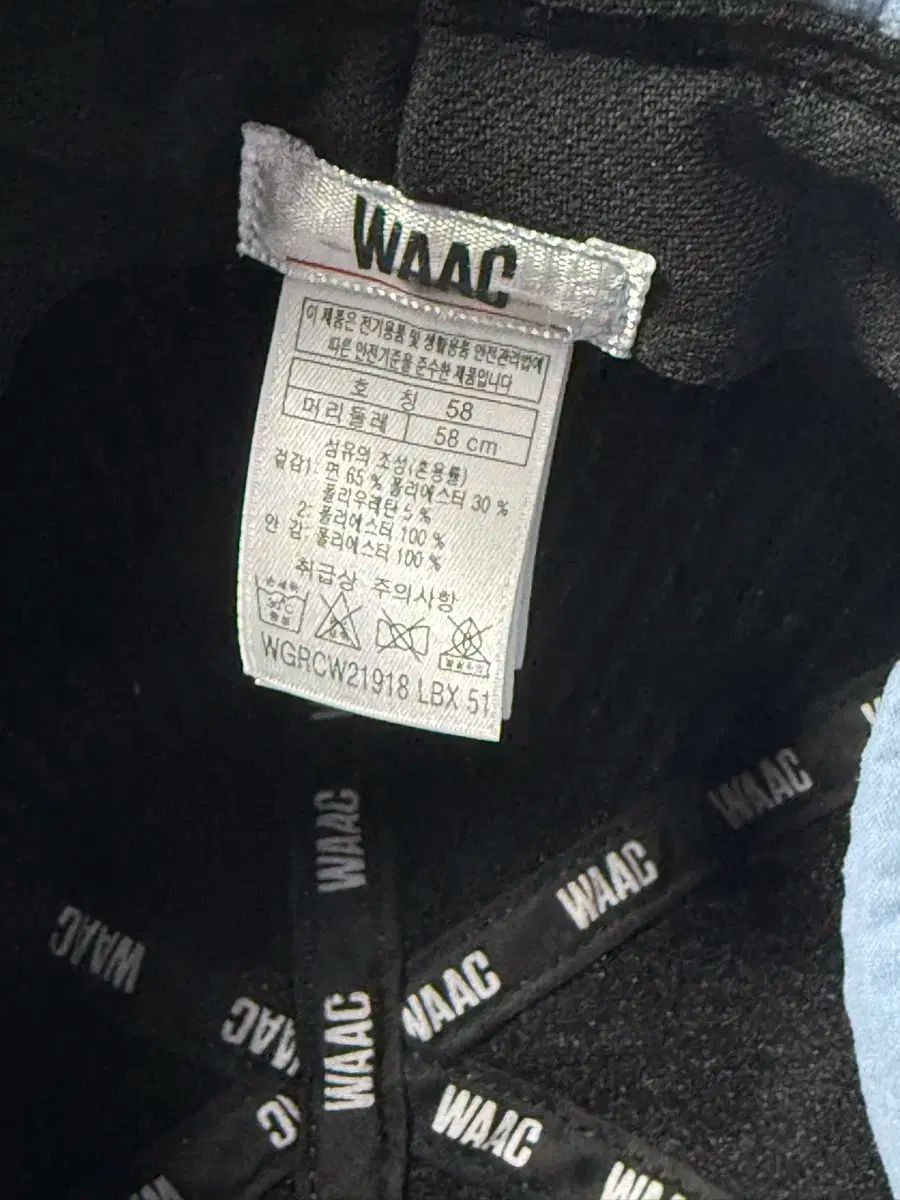 WAAC
이 제품은 전기용품 및 생활용품 안전관리법에
따른 안전기준을 준수한 제품입니다
호 칭 58
머리둘레 58 cm
섬유의 조성(혼용률)
겉감1: 면 65 % 폴리에스터 30 %
폴리우레탄 5 %
2: 폴리에스터 100 %
안 감: 폴리에스터 100 %
취급상 주의사항
손세탁
WGRCW21918 LBX 51
WAAC
WAAC
WAAC
WAAC
WAAC
WAAC
WAAC
WAAC